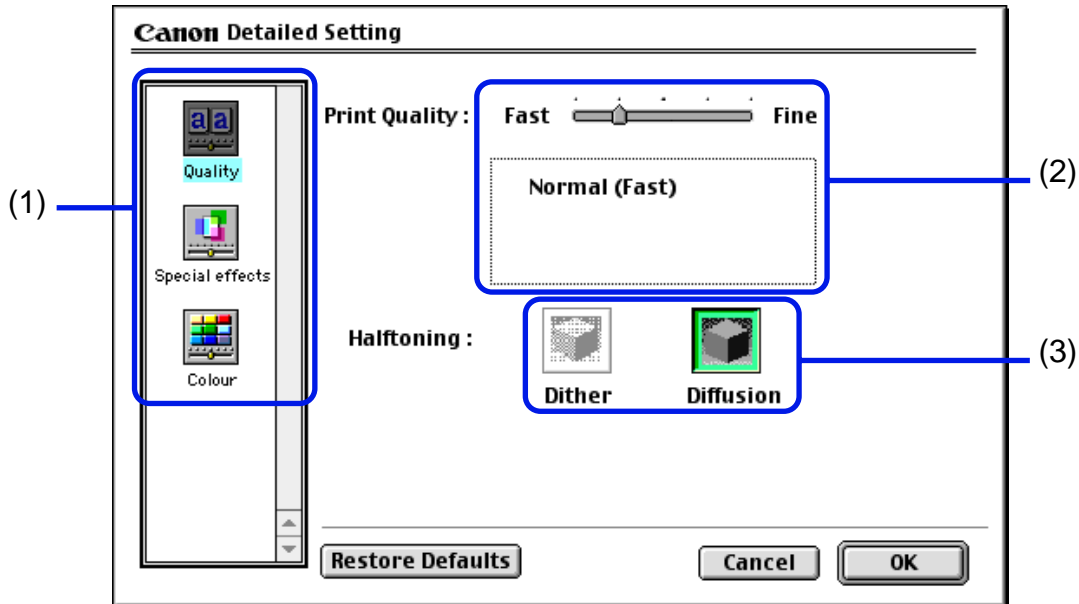 Canon Detailed Setting
(1)
aa
Quality
Special effects
Colour
Print Quality : Fast Fine
Normal (Fast)
(2)
Halftoning :
Dither Diffusion
(3)
Restore Defaults Cancel OK